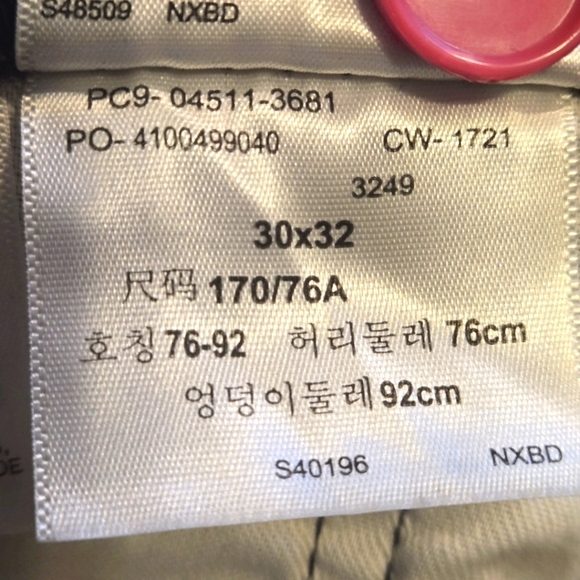 S48509 NXBD
PC9- 04511-3681
PO- 4100499040 CW- 1721
3249
30x32
尺码 170/76A
호칭 76-92 허리둘레 76cm
엉덩이둘레 92cm
S40196 NXBD